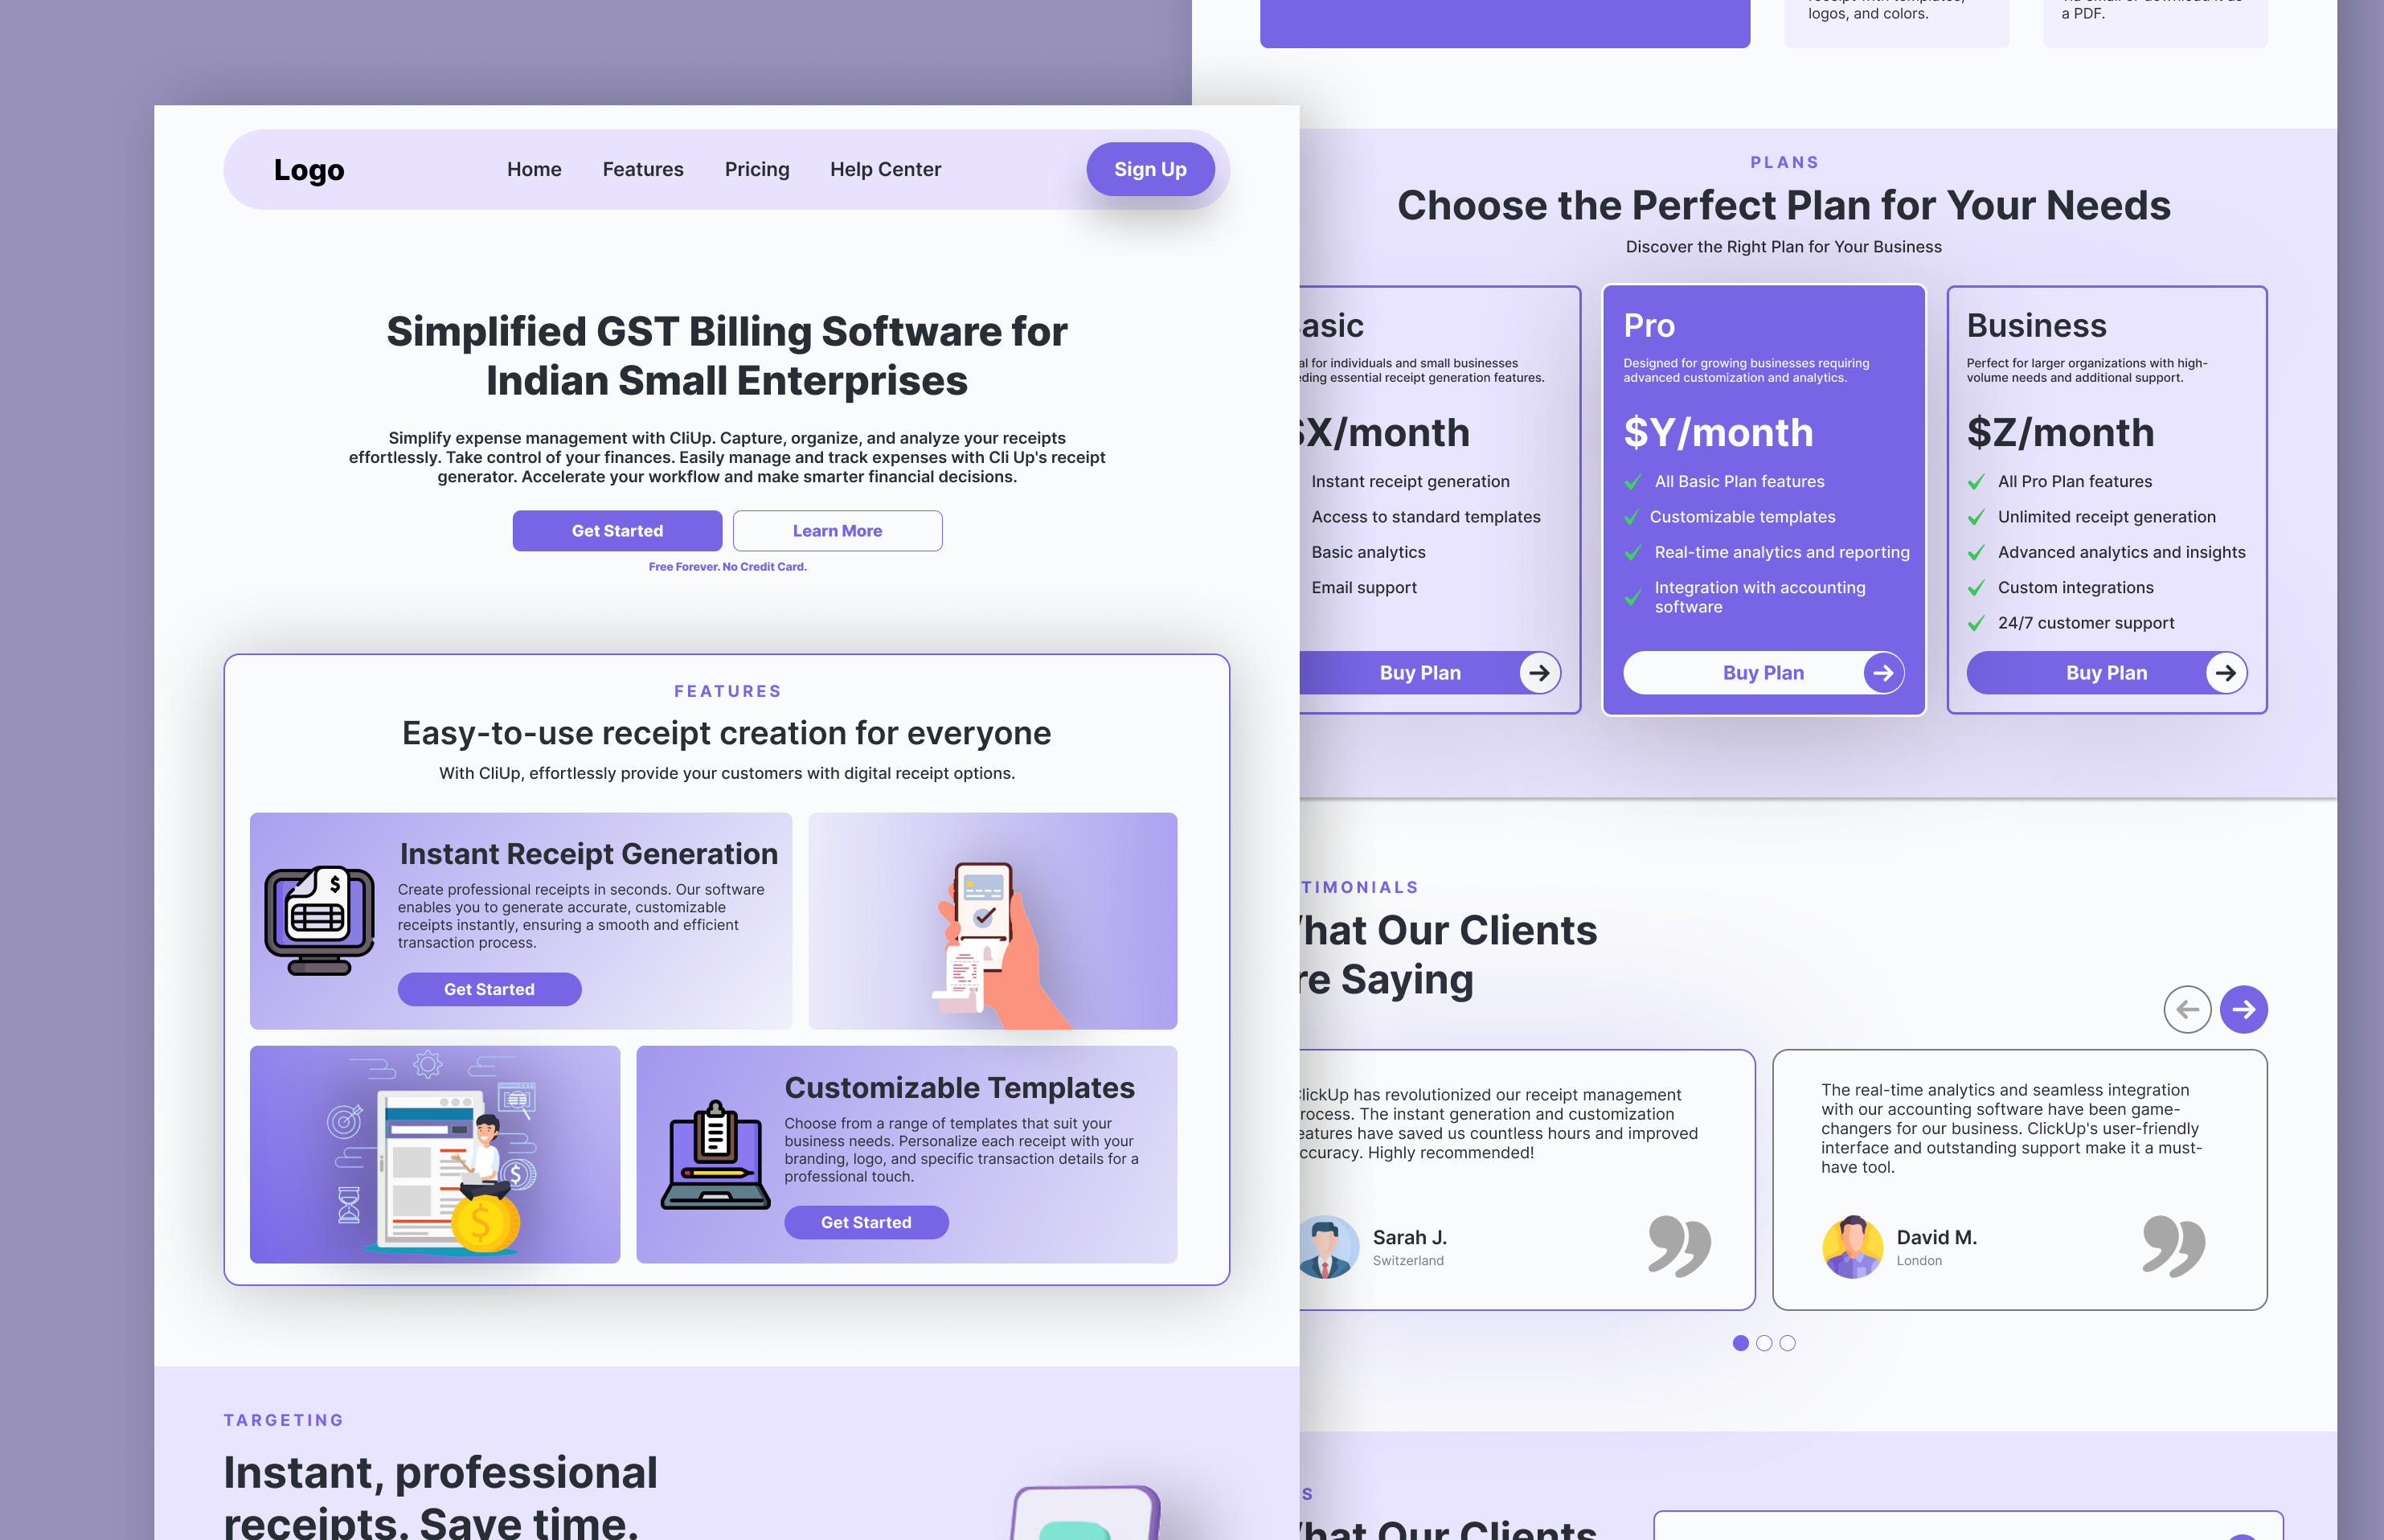 Logo
Home
Features
Pricing
Help Center
Sign Up
Simplified GST Billing Software for
Indian Small Enterprises
Simplify expense management with CliUp. Capture, organize, and analyze your receipts
effortlessly. Take control of your finances. Easily manage and track expenses with Cli Up's receipt
generator. Accelerate your workflow and make smarter financial decisions.
Get Started
Learn More
Free Forever. No Credit Card.
FEATURES
Easy-to-use receipt creation for everyone
With CliUp, effortlessly provide your customers with digital receipt options.
Instant Receipt Generation
Create professional receipts in seconds. Our software
enables you to generate accurate, customizable
receipts instantly, ensuring a smooth and efficient
transaction process.
Get Started
Customizable Templates
Choose from a range of templates that suit your
business needs. Personalize each receipt with your
branding, logo, and specific transaction details for a
professional touch.
Get Started
TARGETING
Instant, professional
receipts. Save time.
logos, and colors.
a PDF.
PLANS
Choose the Perfect Plan for Your Needs
Discover the Right Plan for Your Business
asic
al for individuals and small businesses
ding essential receipt generation features.
X/month
Instant receipt generation
Access to standard templates
Basic analytics
Email support
Buy Plan
Pro
Designed for growing businesses requiring
advanced customization and analytics.
$Y/month
All Basic Plan features
Customizable templates
Real-time analytics and reporting
Integration with accounting
software
Buy Plan
Business
Perfect for larger organizations with high-
volume needs and additional support.
$Z/month
All Pro Plan features
Unlimited receipt generation
Advanced analytics and insights
Custom integrations
24/7 customer support
Buy Plan
TIMONIALS
hat Our Clients
re Saying
lickUp has revolutionized our receipt management
rocess. The instant generation and customization
eatures have saved us countless hours and improved
ccuracy. Highly recommended!
Sarah J.
Switzerland
The real-time analytics and seamless integration
with our accounting software have been game-
changers for our business. ClickUp's user-friendly
interface and outstanding support make it a must-
have tool.
David M.
London
S
hat Our Clients